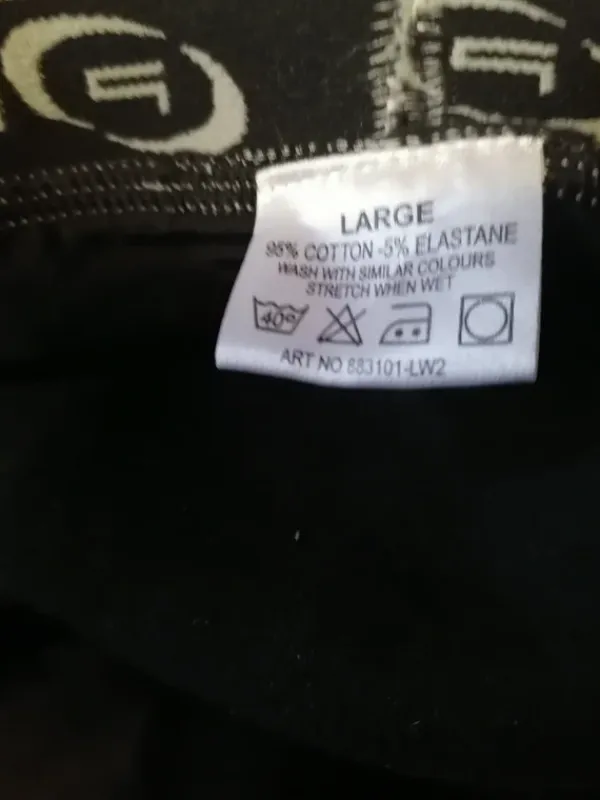 LARGE
95% COTTON -5% ELASTANE
WASH WITH SIMILAR COLOURS
STRETCH WHEN WET
40°
ART NO 883101-LW2